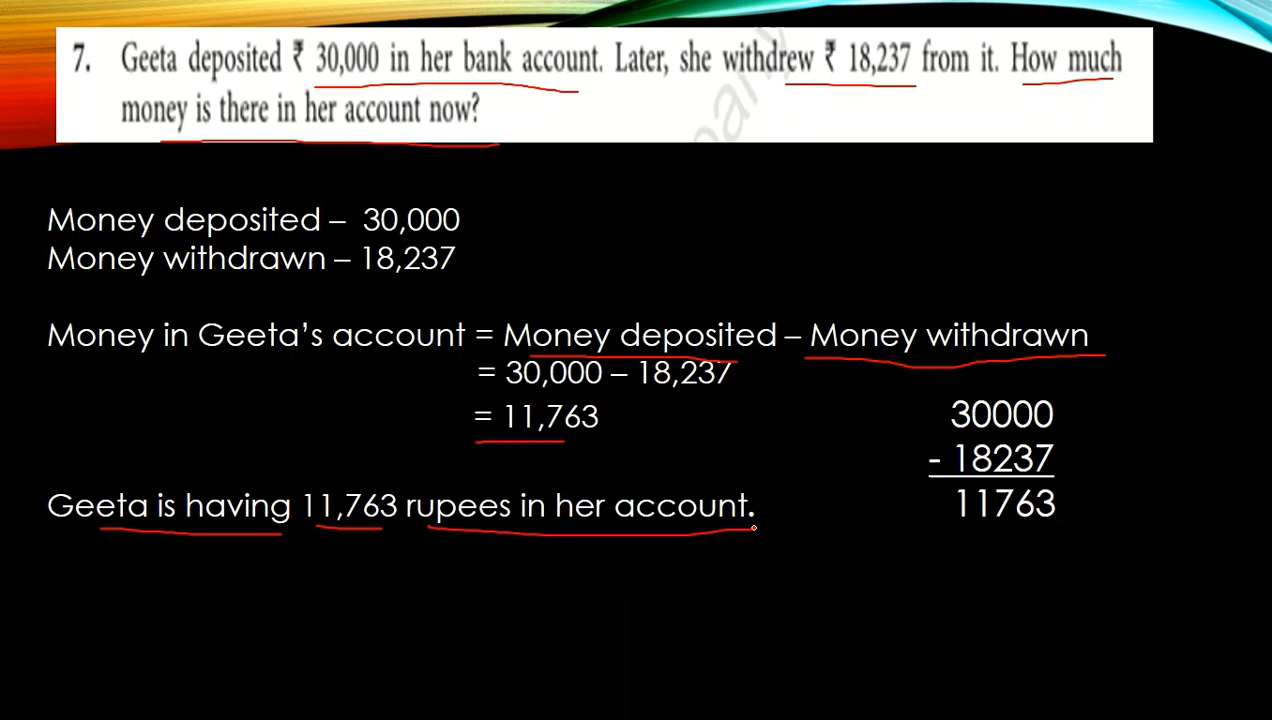 7. Geeta deposited ₹ 30,000 in her bank account. Later, she withdrew ₹ 18,237 from it. How much
money is there in her account now?
Money deposited – 30,000
Money withdrawn – 18,237
Money in Geeta's account = Money deposited – Money withdrawn
= 30,000 – 18,237
= 11,763
30000
- 18237
11763
Geeta is having 11,763 rupees in her account.